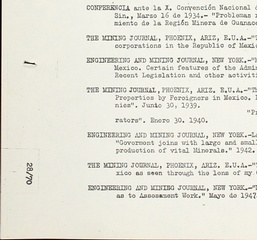 CONFERENCIA ante la X. Convención Nacional d
Sin., Marzo 16 de 1934.- "Problemas
miento de la Región Minera de Guanac
THE MINING JOURNAL, PHOENIX, ARIZ, E.U.A.-"
corporations in the Republic of Mexic
ENGINEERING AND MINING JOURNAL, NEW YORK.-"
Mexico. Certain features of the Admi
Recent Legislation and other activiti
THE MINING JOURNAL, PHOENIX, ARIZ. E.U.A.-"T
Properties by Foreigners in Mexico.
nies". Junio 30, 1939.
"Pr
rators". Enero 30, 1940.
ENGINEERING AND MINING JOURNAL, NEW YORK.-La
"Goverment joins with large and smal
production of vital Minerals." 1942.
THE MINING JOURNAL, PHOENIX, ARIZ. E.U.A.-"
xico as seen through the lens of my
ENGINEERING AND MINING JOURNAL, NEW YORK.-"
as to Assessment Work." Mayo de 1947
28/70